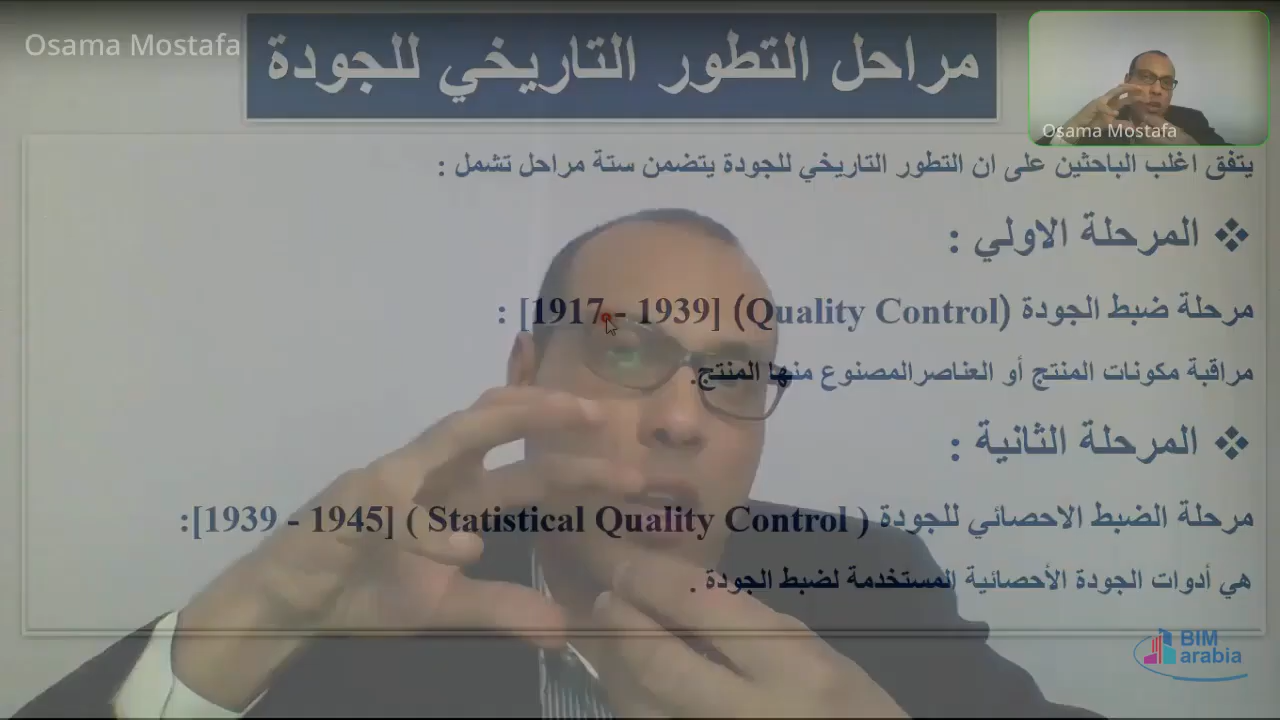 Osama Mostafa
مراحل التطور التاريخي للجودة
Osama Mostafa
يتفق اغلب الباحثين على ان التطور التاريخي للجودة يتضمن ستة مراحل تشمل :
❖ المرحلة الاولي :
مرحلة ضبط الجودة (Quality Control) [1917 - 1939] :
مراقبة مكونات المنتج أو العناصرالمصنوع منها المنتج.
❖ المرحلة الثانية :
مرحلة الضبط الاحصائي للجودة ( Statistical Quality Control ) [1939 - 1945]:
هي أدوات الجودة الأحصائية المستخدمة لضبط الجودة .
BIM
arabia